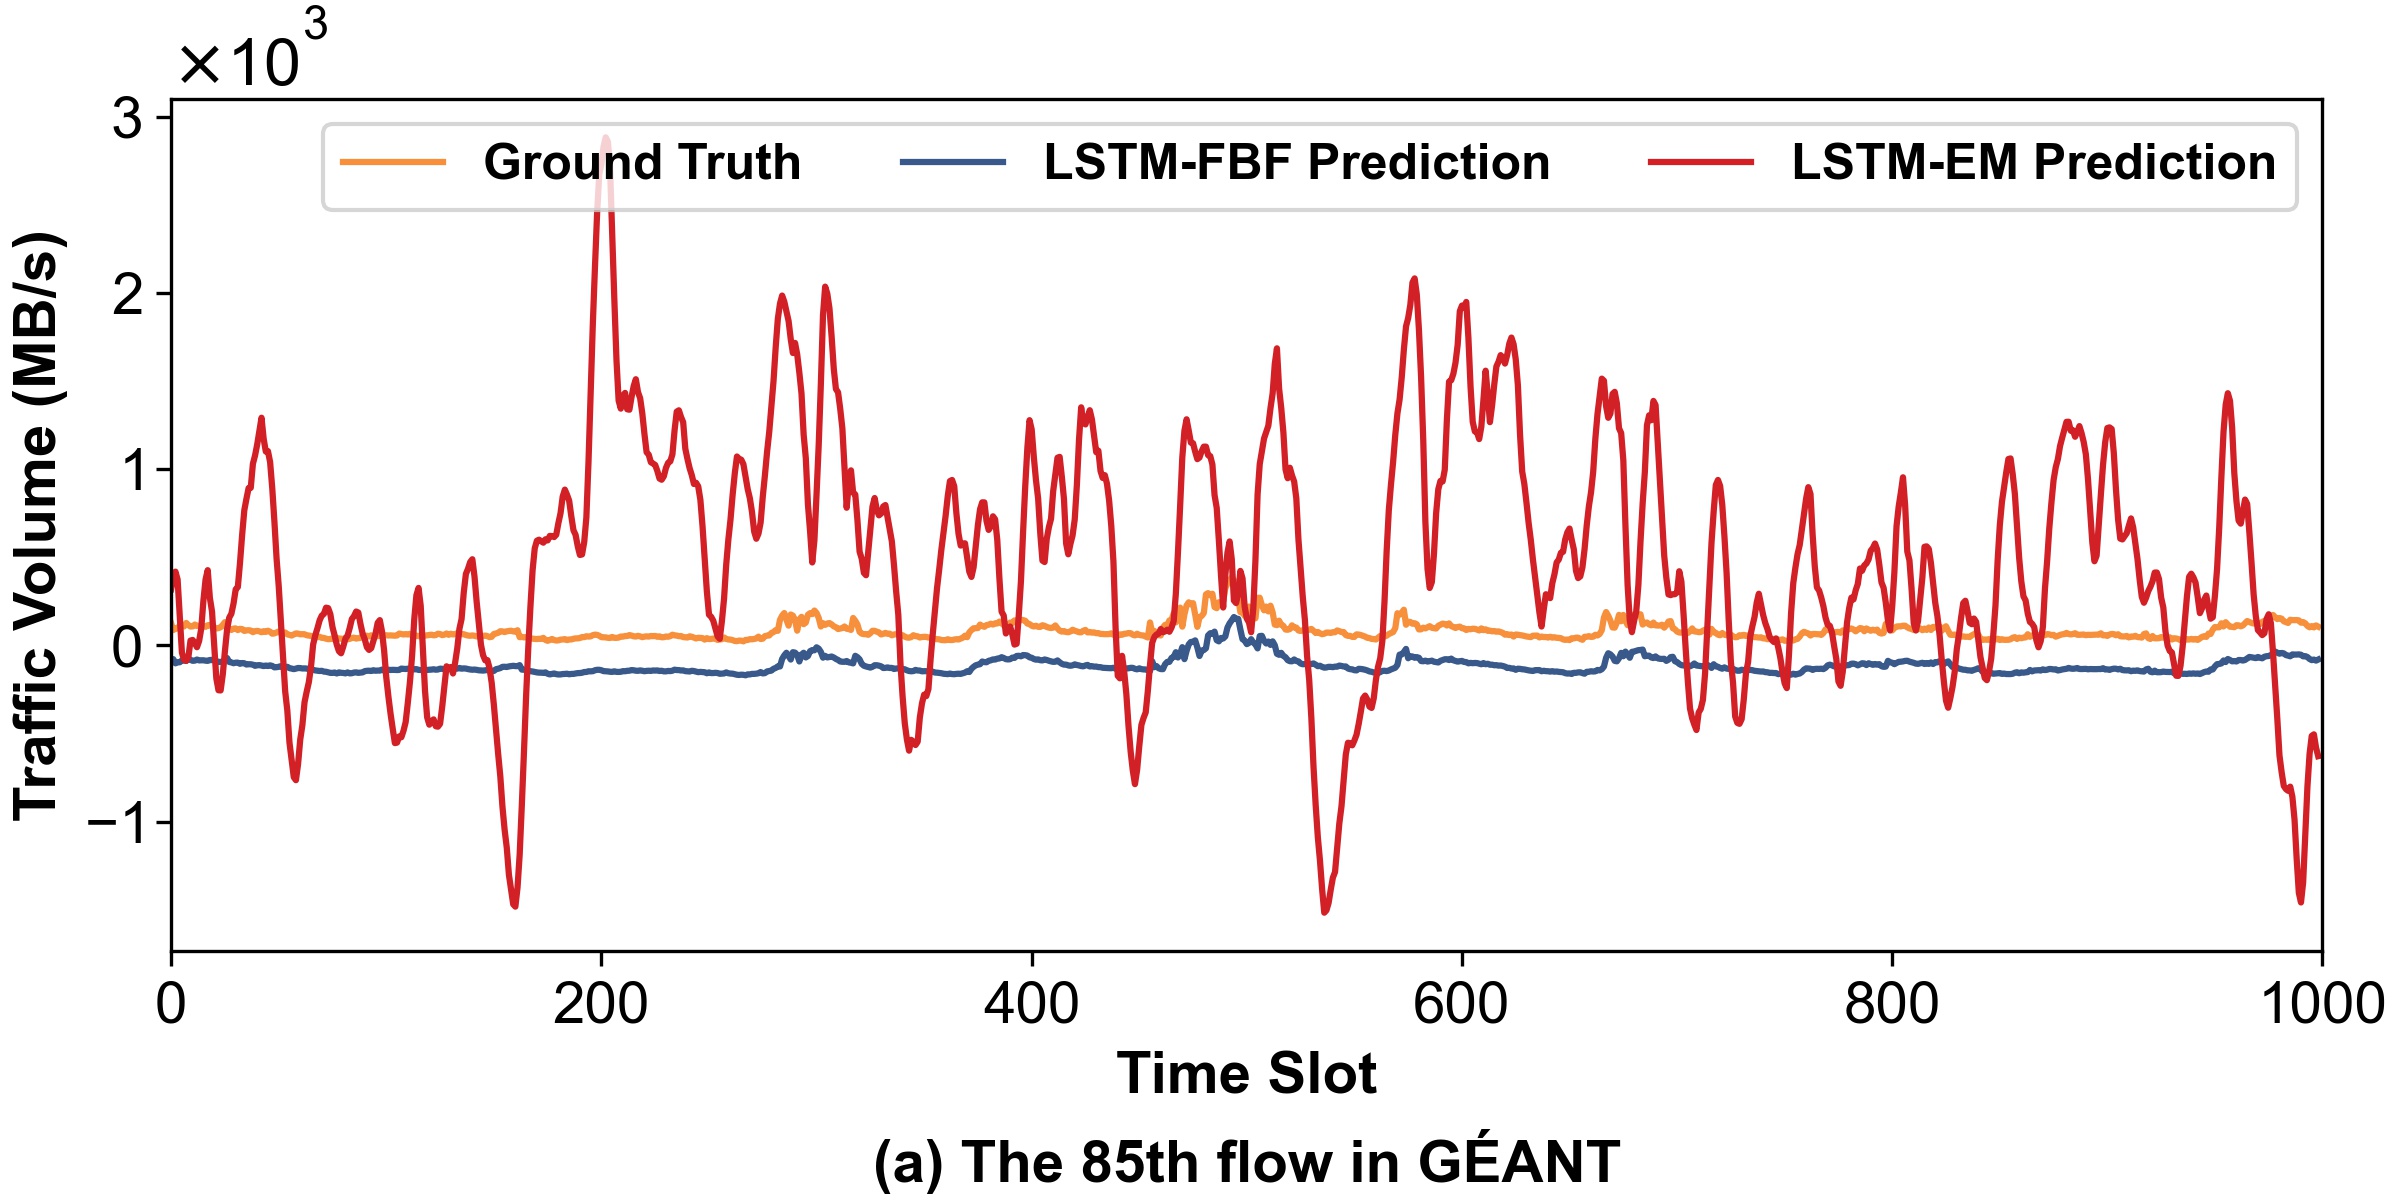 ×10³
3
2
1
0
−1
Traffic Volume (MB/s)
Ground Truth LSTM-FBF Prediction LSTM-EM Prediction
0 200 400 600 800 1000
Time Slot
(a) The 85th flow in GÉANT